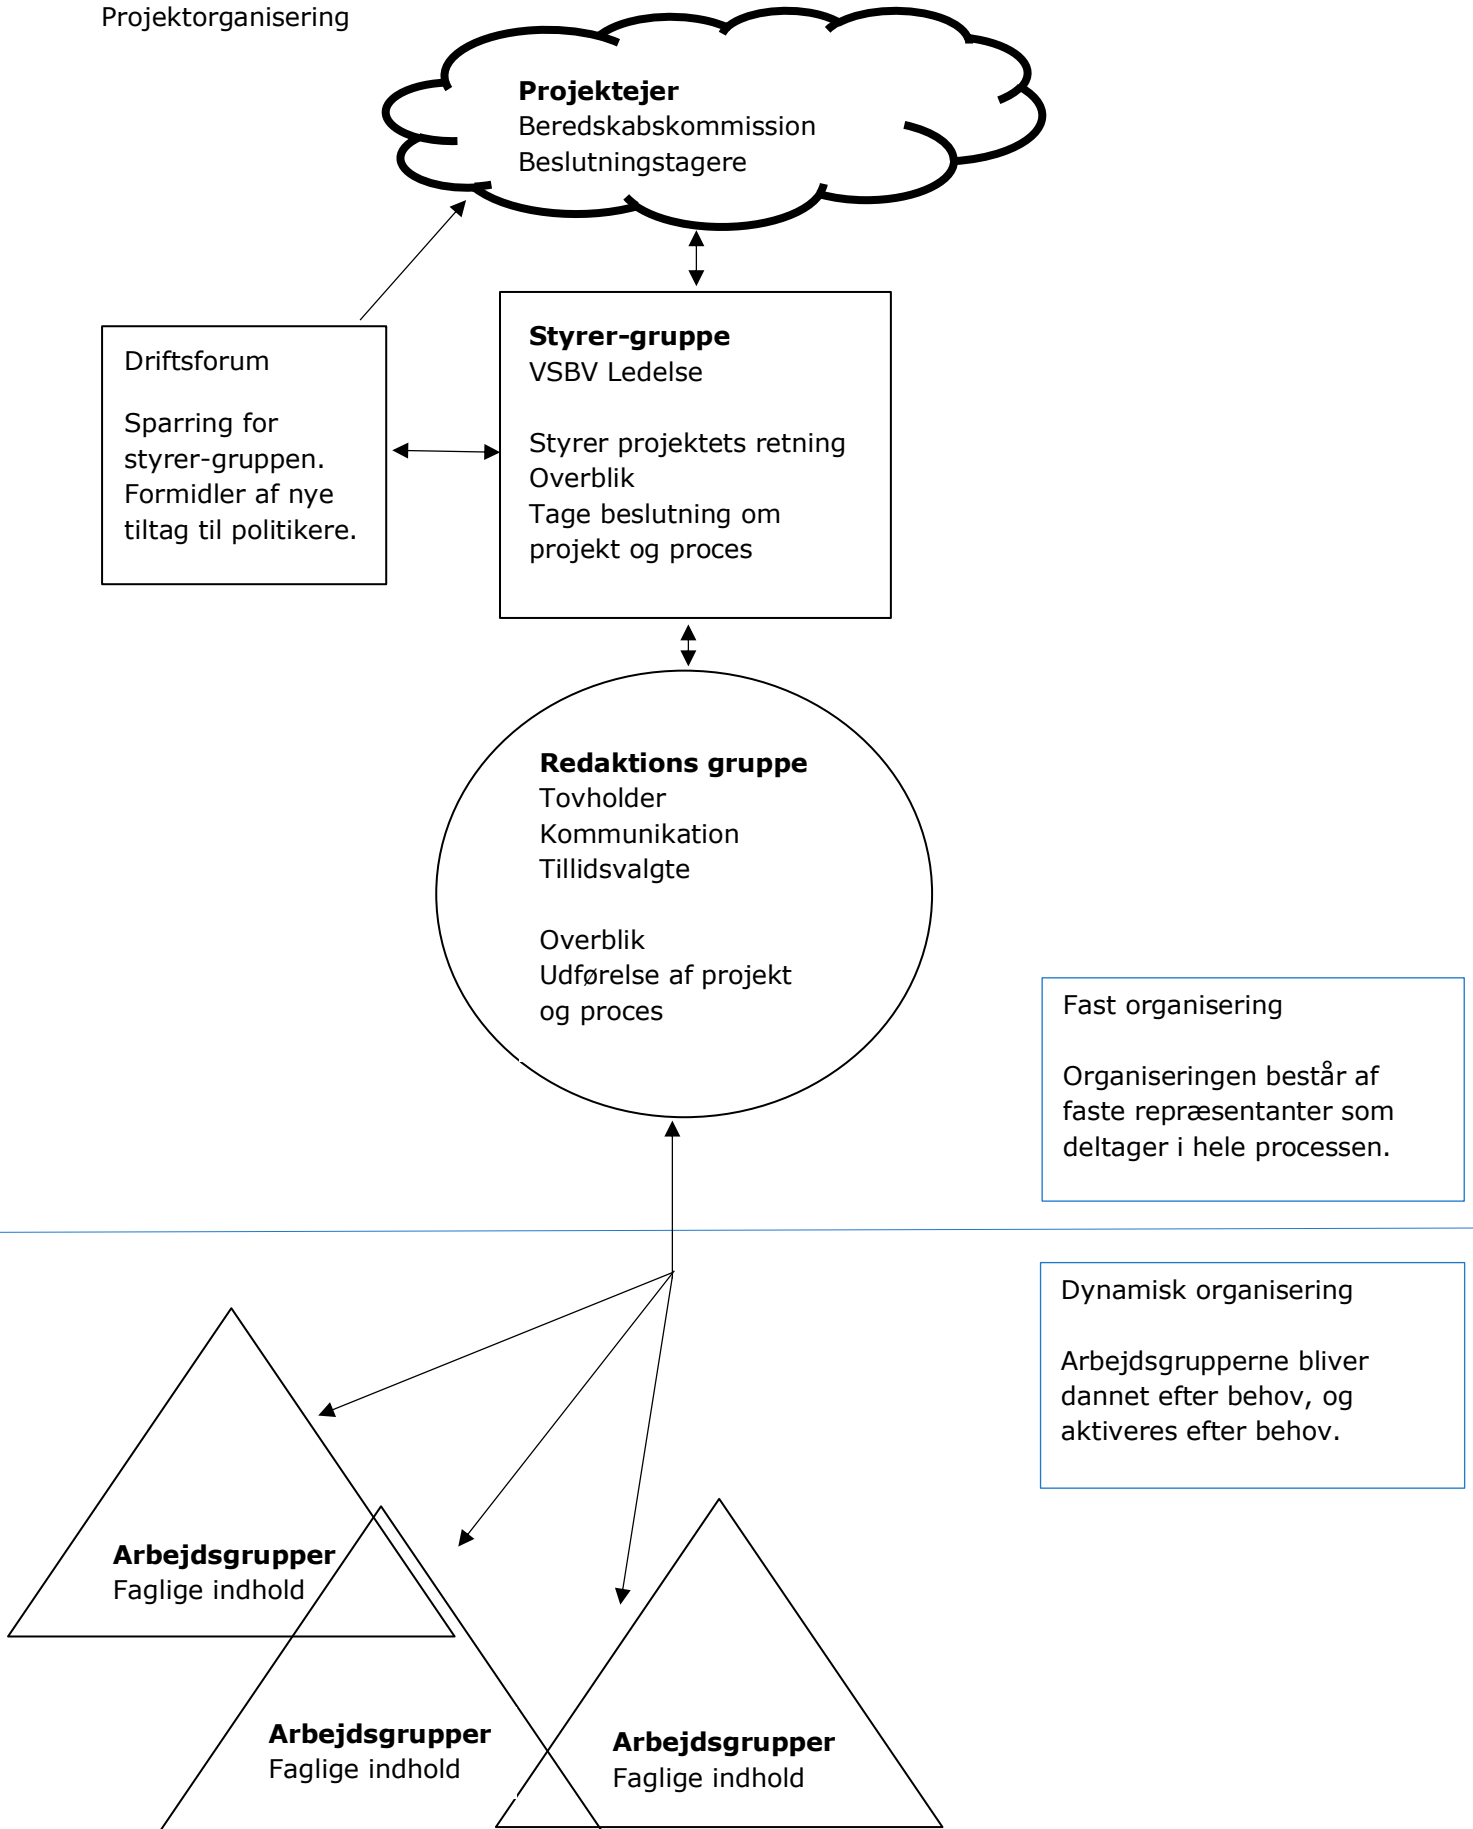 Projektorganisering
Projektejer
Beredskabskommission
Beslutningstagere
Driftsforum
Sparring for
styrer-gruppen.
Formidler af nye
tiltag til politikere.
Styrer-gruppe
VSBV Ledelse
Styrer projektets retning
Overblik
Tage beslutning om
projekt og proces
Redaktions gruppe
Tovholder
Kommunikation
Tillidsvalgte
Overblik
Udførelse af projekt
og proces
Fast organisering
Organiseringen består af
faste repræsentanter som
deltager i hele processen.
Dynamisk organisering
Arbejdsgrupperne bliver
dannet efter behov, og
aktiveres efter behov.
Arbejdsgrupper
Faglige indhold
Arbejdsgrupper
Faglige indhold
Arbejdsgrupper
Faglige indhold